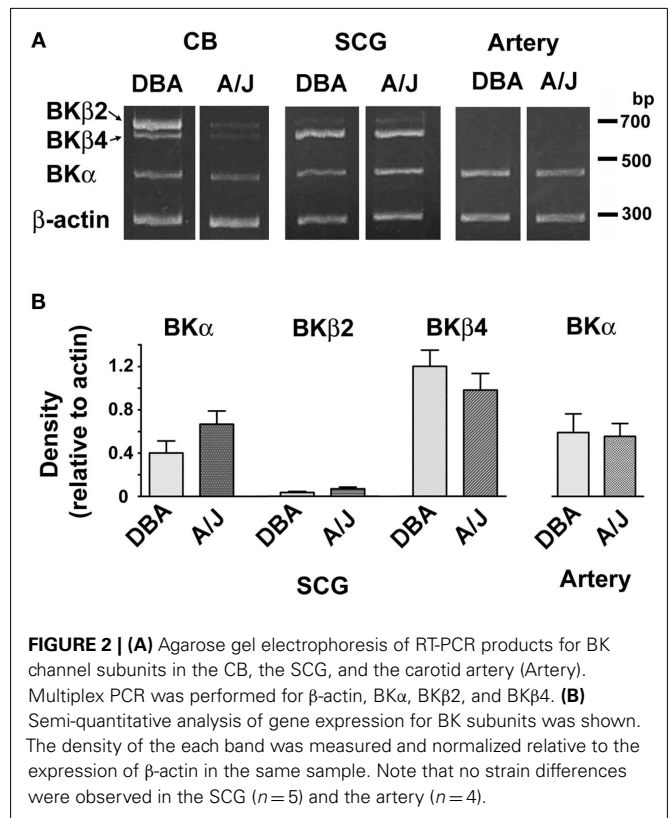 A
CB SCG Artery
DBA A/J DBA A/J DBA A/J
bp
BKβ2
BKβ4
BKα
β-actin
700
500
300
B
BKα BKβ2 BKβ4 BKα
Density
(relative to actin)
1.2
0.8
0.4
0
DBA A/J DBA A/J DBA A/J DBA A/J
SCG Artery
FIGURE 2 | (A) Agarose gel electrophoresis of RT-PCR products for BK
channel subunits in the CB, the SCG, and the carotid artery (Artery).
Multiplex PCR was performed for β-actin, BKα, BKβ2, and BKβ4. (B)
Semi-quantitative analysis of gene expression for BK subunits was shown.
The density of the each band was measured and normalized relative to the
expression of β-actin in the same sample. Note that no strain differences
were observed in the SCG (n = 5) and the artery (n = 4).